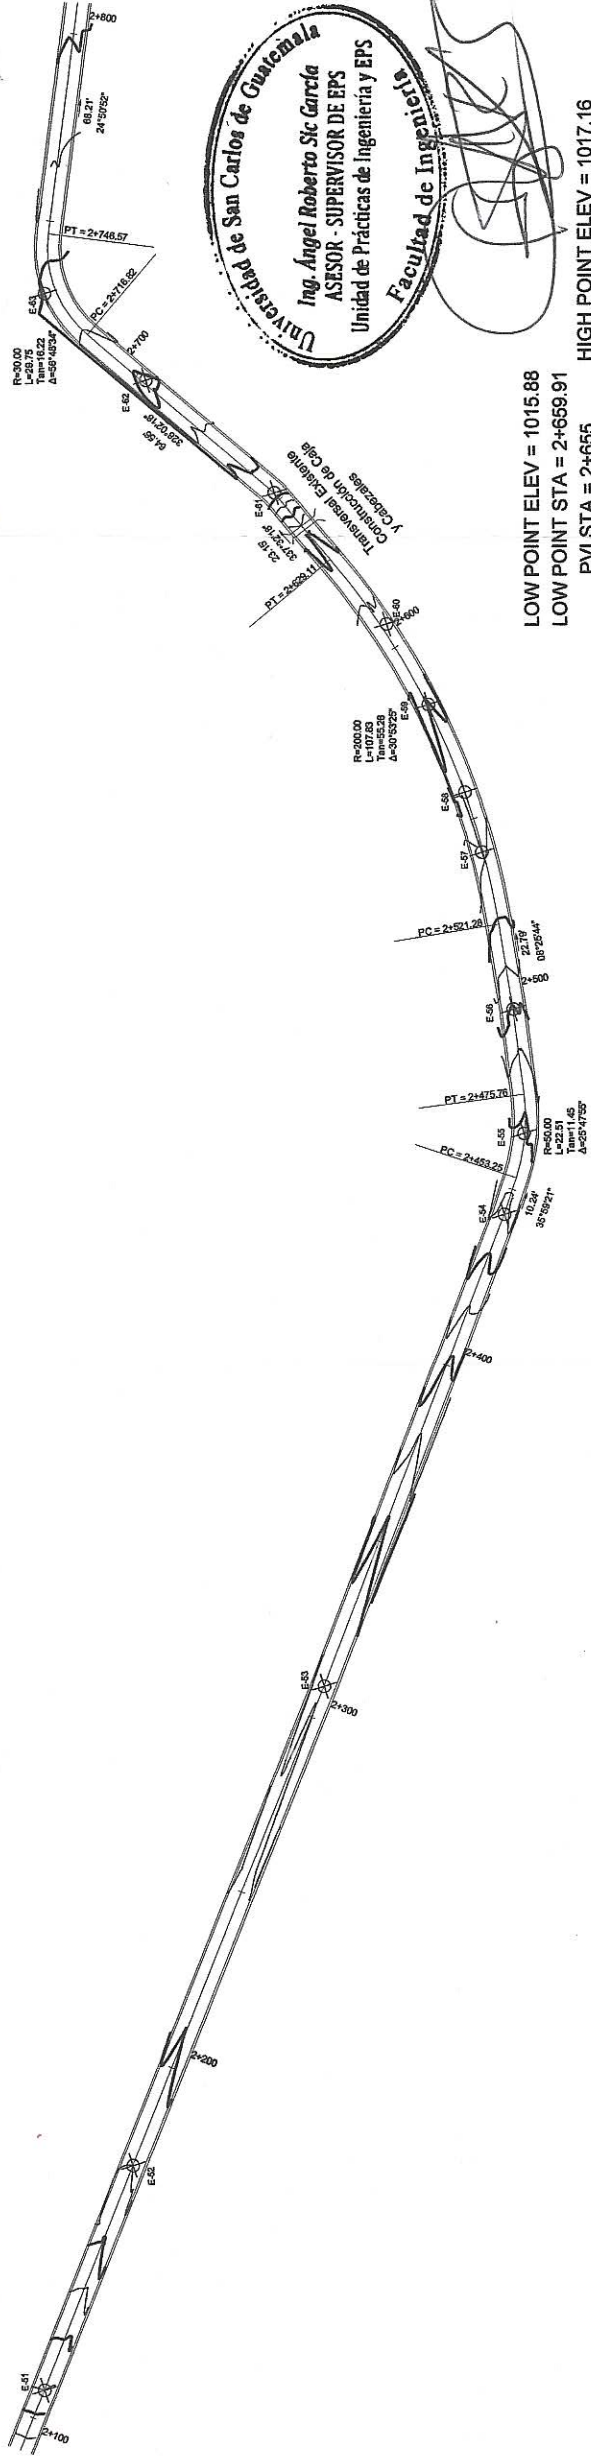 2+100
E-51
E-52
2+200
E-53
2+300
2+400
E-54
10.24'
35°59'21"
PC = 2+453.25
E-55
R=50.00
L=22.51
Tan=11.45
Δ=25°47'55"
PT = 2+475.76
E-56
2+500
22.79'
08°25'44"
PC = 2+521.28
E-57
E-58
E-59
R=200.00
L=107.83
Tan=55.26
Δ=30°53'25"
E-60
2+600
PT = 2+629.11
23.15'
337°32'18"
E-61
Transversal Existente
Construcción de Caja
y Cabezales
64.56'
328°02'18"
E-62
2+700
PC = 2+716.82
E-63
R=30.00
L=29.75
Tan=16.22
Δ=56°48'34"
PT = 2+746.57
68.21'
24°50'52"
2+800
Universidad de San Carlos de Guatemala
Ing. Ángel Roberto Sic García
ASESOR - SUPERVISOR DE EPS
Unidad de Prácticas de Ingeniería y EPS
Facultad de Ingeniería
LOW POINT ELEV = 1015.88
LOW POINT STA = 2+659.91
PVI STA = 2+655
HIGH POINT ELEV = 1017.16